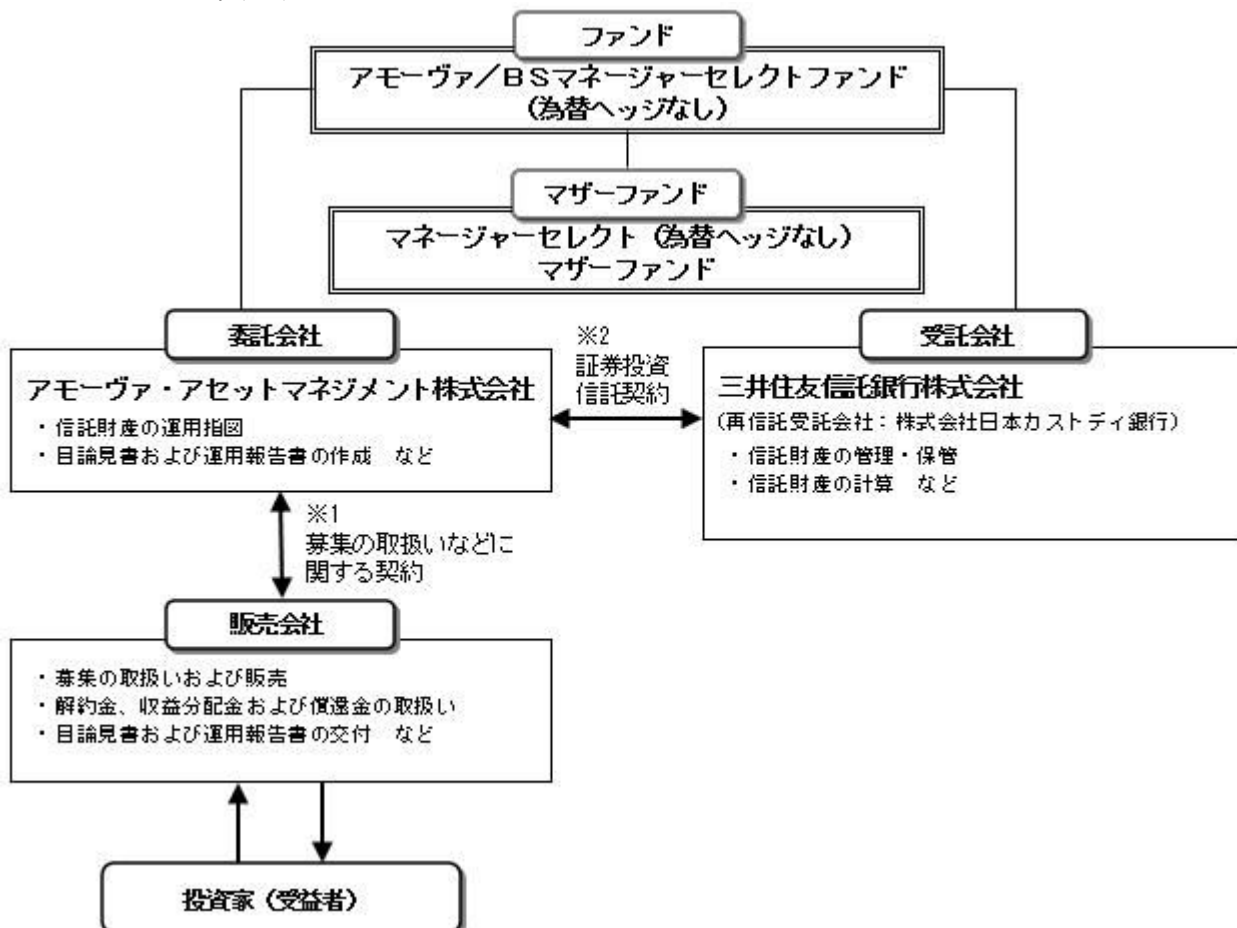 ファンド
アモーヴァ／ＢＳマネージャーセレクトファンド
（為替ヘッジなし）
マザーファンド
マネージャーセレクト（為替ヘッジなし）
マザーファンド
委託会社
アモーヴァ・アセットマネジメント株式会社
・信託財産の運用指図
・目論見書および運用報告書の作成　など
※2
証券投資
信託契約
受託会社
三井住友信託銀行株式会社
（再信託受託会社：株式会社日本カストディ銀行）
・信託財産の管理・保管
・信託財産の計算　など
※1
募集の取扱いなどに
関する契約
販売会社
・募集の取扱いおよび販売
・解約金、収益分配金および償還金の取扱い
・目論見書および運用報告書の交付　など
投資家（受益者）